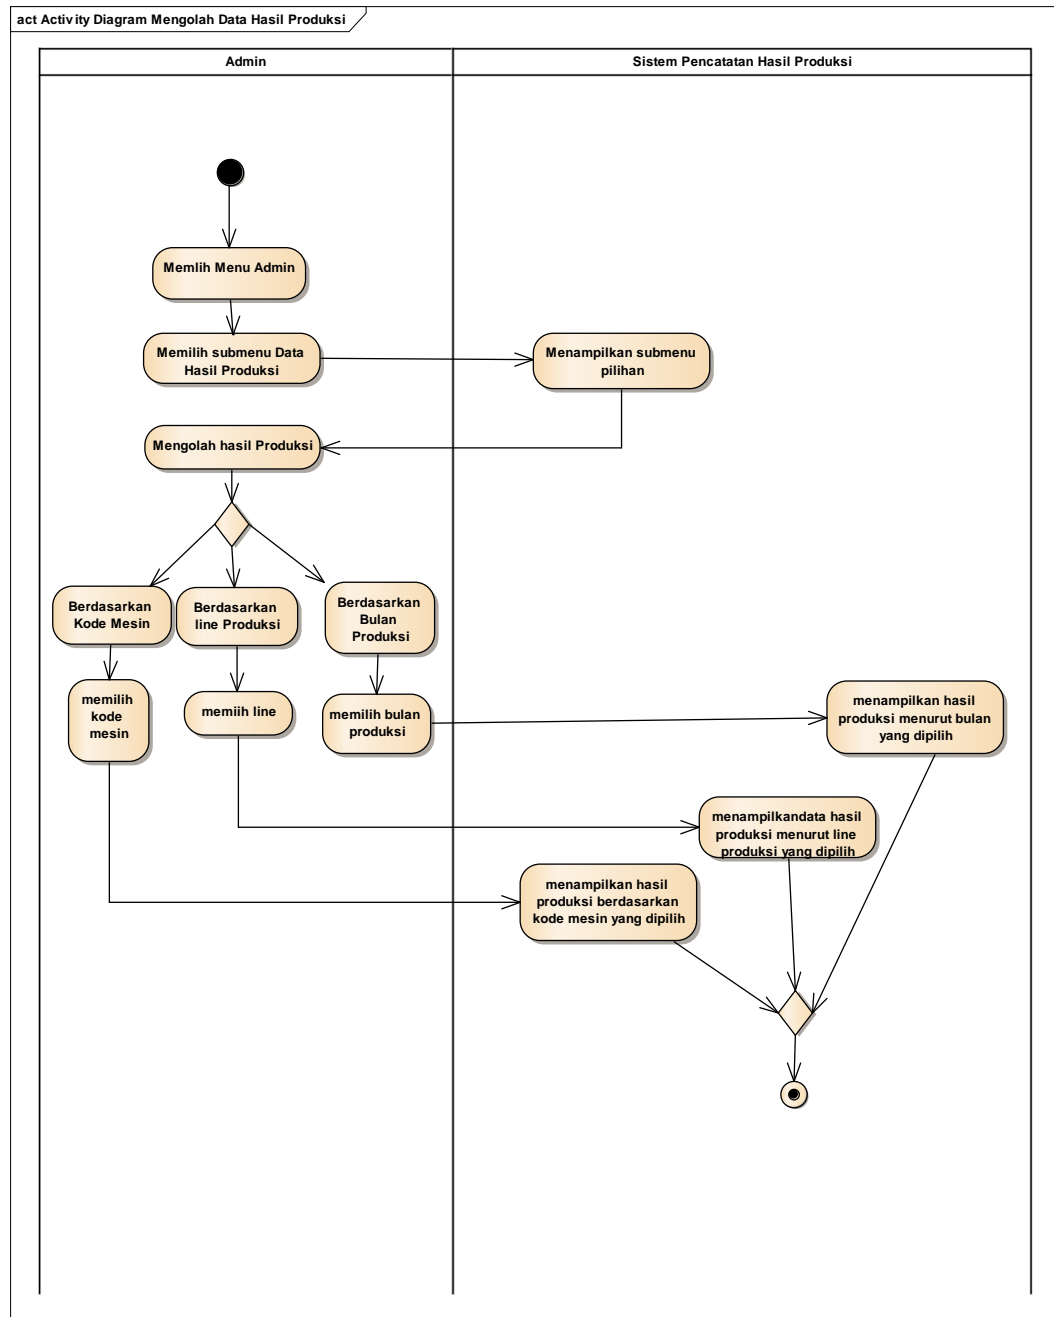 act Activity Diagram Mengolah Data Hasil Produksi
Admin
Sistem Pencatatan Hasil Produksi
Memlih Menu Admin
Memilih submenu Data
Hasil Produksi
Menampilkan submenu
pilihan
Mengolah hasil Produksi
Berdasarkan
Kode Mesin
Berdasarkan
line Produksi
Berdasarkan
Bulan
Produksi
memilih
kode
mesin
memiih line
memilih bulan
produksi
menampilkan hasil
produksi menurut bulan
yang dipilih
menampilkandata hasil
produksi menurut line
produksi yang dipilih
menampilkan hasil
produksi berdasarkan
kode mesin yang dipilih